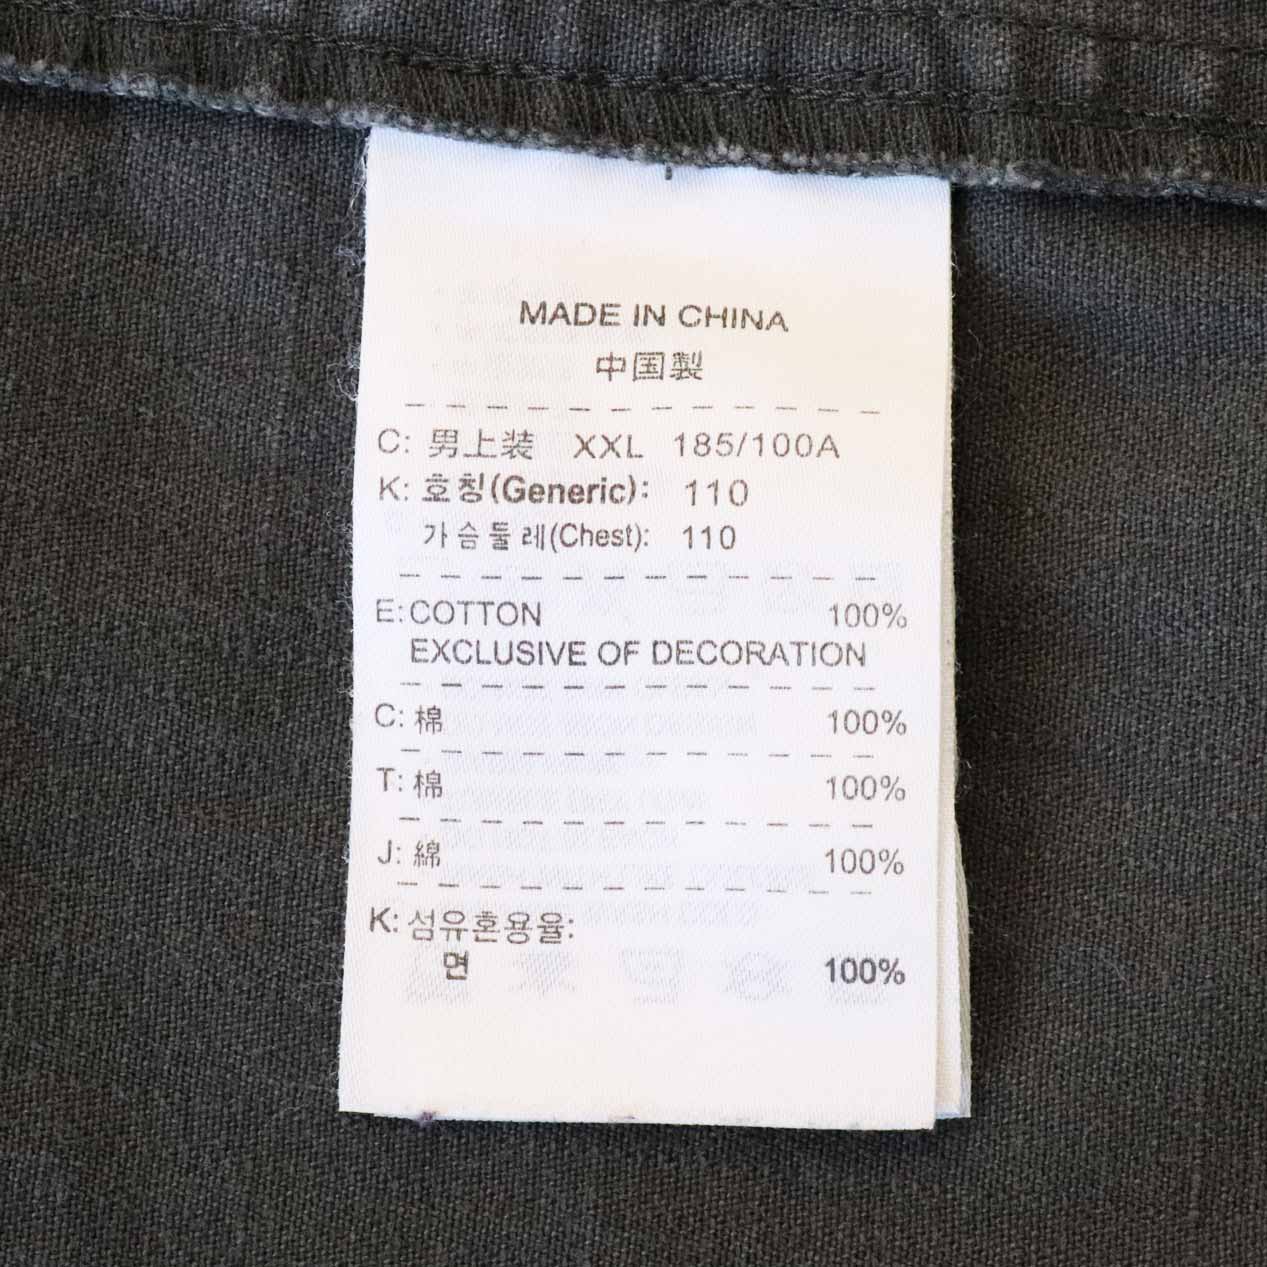 MADE IN CHINA
中国製
C: 男上装 XXL 185/100A
K: 호칭(Generic): 110
가슴둘레(Chest): 110
E: COTTON 100%
EXCLUSIVE OF DECORATION
C: 棉 100%
T: 棉 100%
J: 綿 100%
K: 섬유혼용율:
면 100%